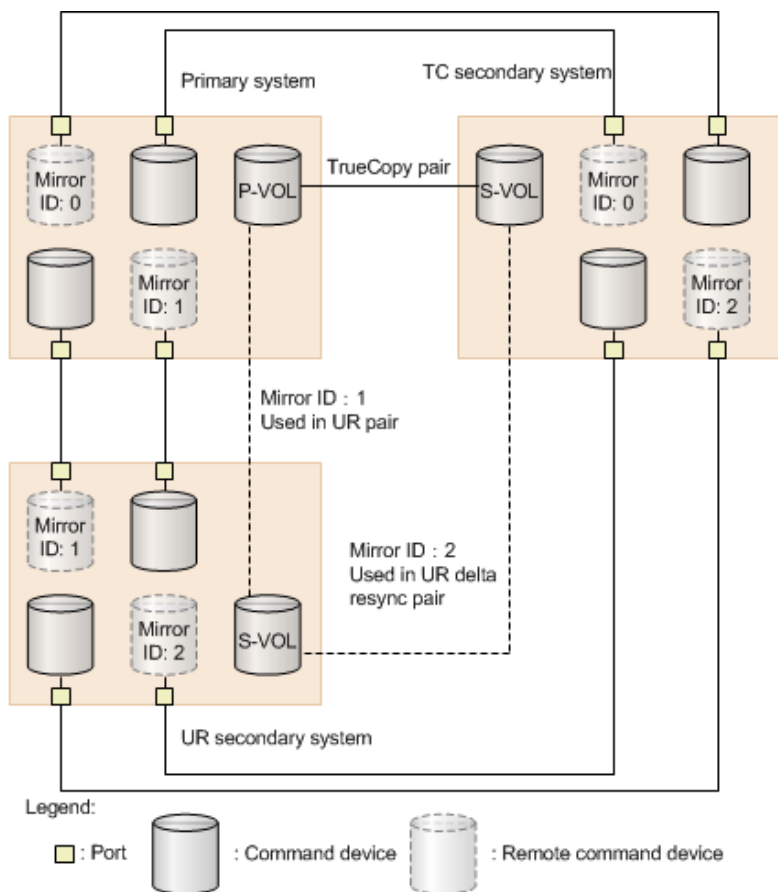 Primary system
TC secondary system
Mirror
ID: 0
P-VOL
TrueCopy pair
S-VOL
Mirror
ID: 0
Mirror
ID: 1
Mirror
ID: 2
Mirror ID : 1
Used in UR pair
Mirror
ID: 1
Mirror ID : 2
Used in UR delta
resync pair
Mirror
ID: 2
S-VOL
UR secondary system
Legend:
: Port
: Command device
: Remote command device